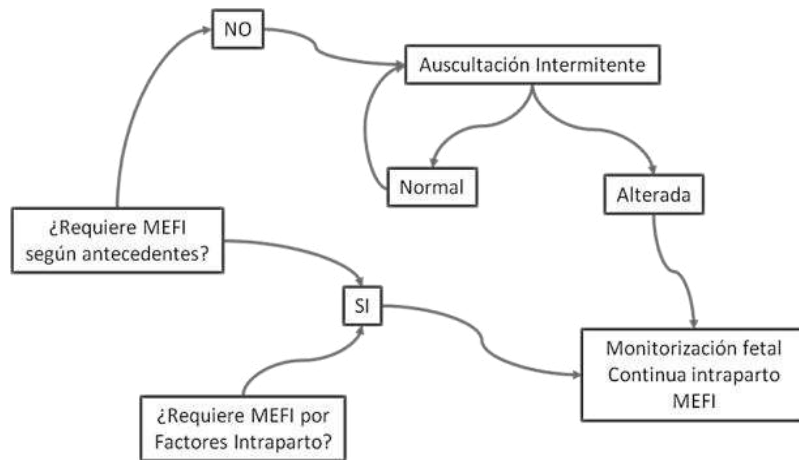 NO
Auscultación Intermitente
Normal
Alterada
¿Requiere MEFI
según antecedentes?
SI
Monitorización fetal
Continua intraparto
MEFI
¿Requiere MEFI por
Factores Intraparto?